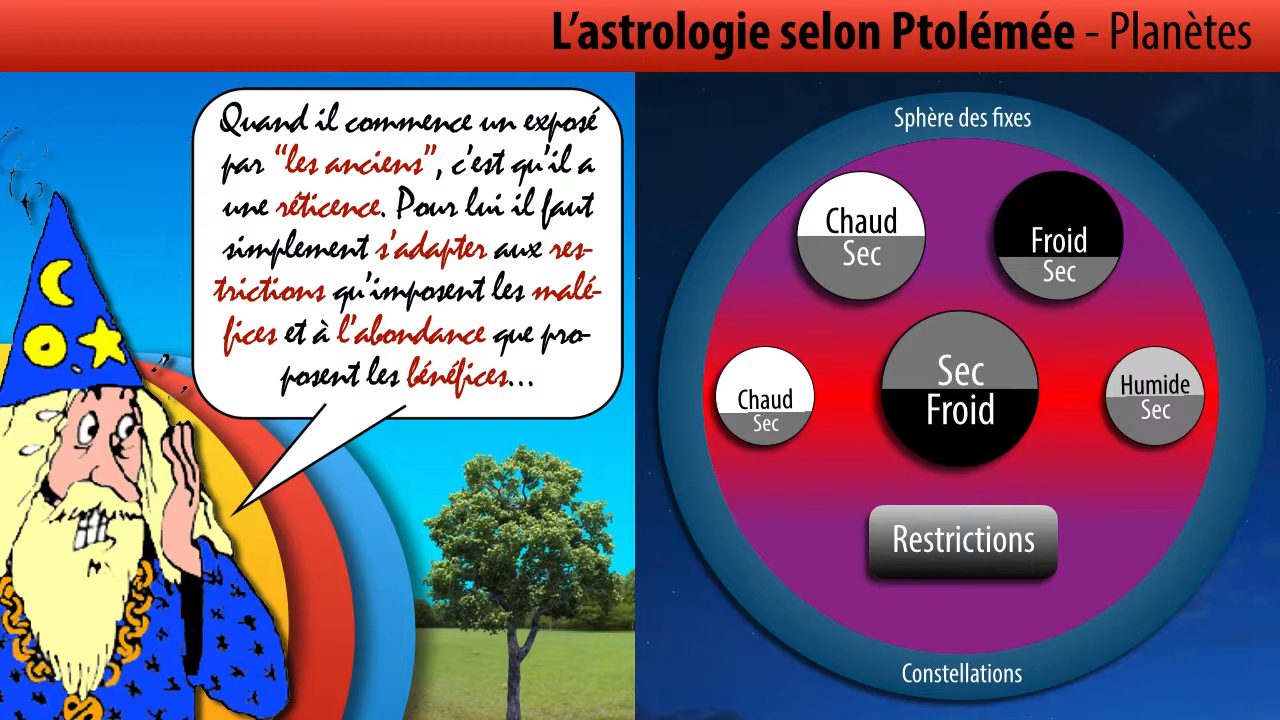 L’astrologie selon Ptolémée - Planètes
Quand il commence un exposé
par “les anciens”, c’est qu’il a
une réticence. Pour lui il faut
simplement s’adapter aux res-
trictions qu’imposent les malé-
fices et à l’abondance que pro-
posent les bénéfices...
Sphère des fixes
Chaud
Sec
Froid
Sec
Chaud
Sec
Sec
Froid
Humide
Sec
Restrictions
Constellations